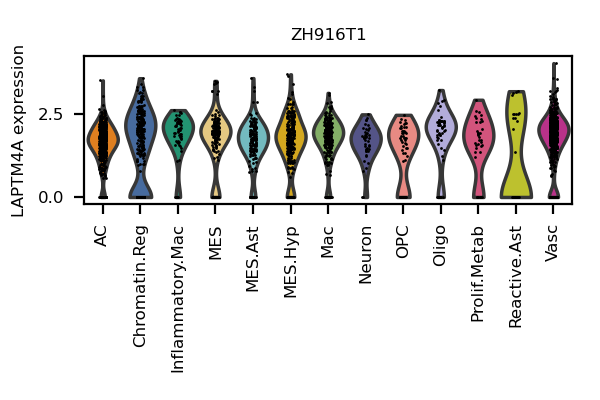 ZH916T1
LAPTM4A expression
2.5
0.0
AC
Chromatin.Reg
Inflammatory.Mac
MES
MES.Ast
MES.Hyp
Mac
Neuron
OPC
Oligo
Prolif.Metab
Reactive.Ast
Vasc